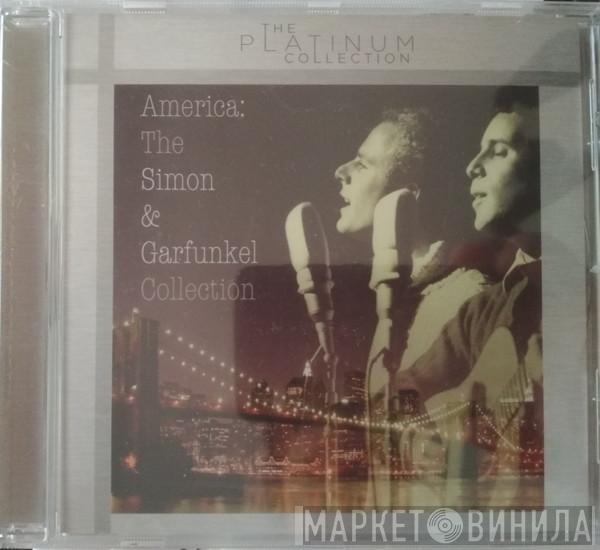 THE
PLATINUM
COLLECTION
America:
The
Simon
&
Garfunkel
Collection
МАРКЕТ ВИНИЛА